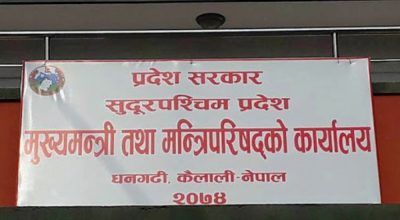 प्रदेश सरकार
सुदूरपश्चिम प्रदेश
मुख्यमन्त्री तथा मन्त्रिपरिषद्को कार्यालय
धनगढी, कैलाली-नेपाल
२०७४